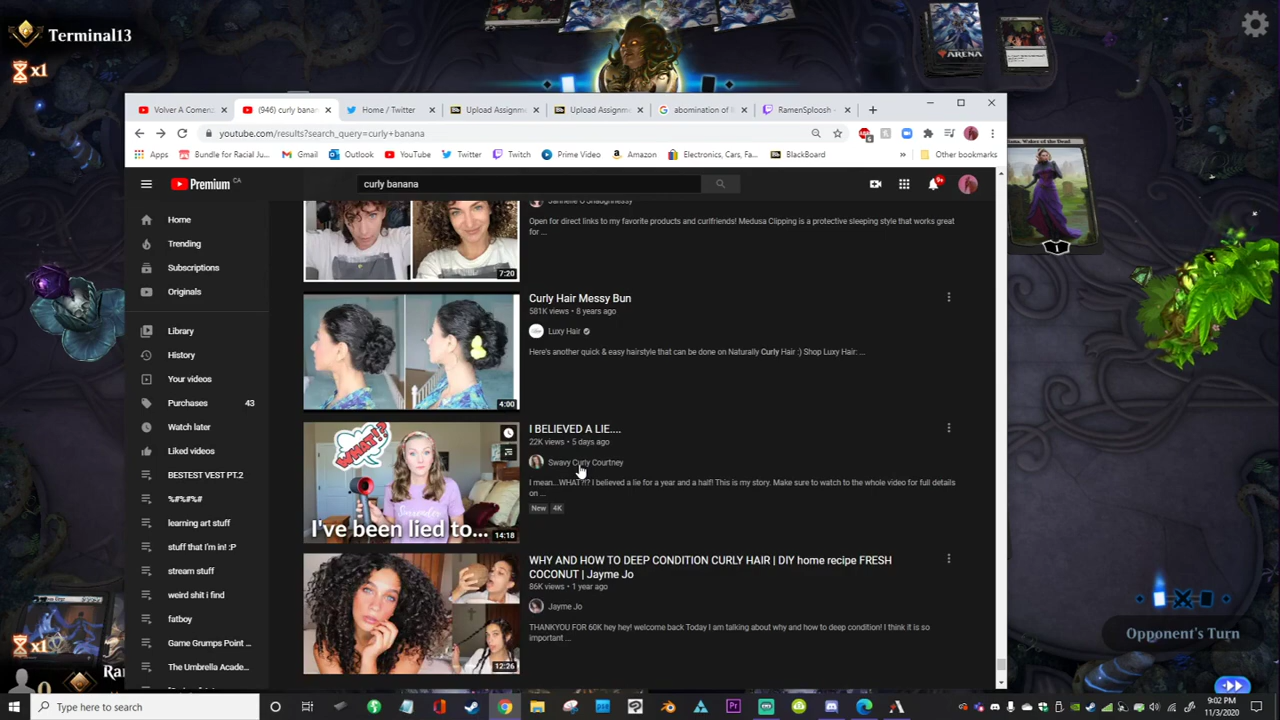 Terminal13
x1
ARENA
Volver A Comenz
(946) curly bana
Home / Twitter
Upload Assignm
Upload Assignm
abomination of
RamenSploosh -
youtube.com/results?search_query=curly+banana
Apps
Bundle for Racial Ju...
Gmail
Outlook
YouTube
Twitter
Twitch
Prime Video
Amazon
Electronics, Cars, Fa...
BlackBoard
»
Other bookmarks
Premium CA
curly banana
9+
Home
Trending
Subscriptions
Originals
Library
History
Your videos
Purchases 43
Watch later
Liked videos
BESTEST VEST PT.2
%#%#%#
learning art stuff
stuff that I'm in! :P
stream stuff
weird shit i find
fatboy
Game Grumps Point ...
The Umbrella Acade...
Open for direct links to my favorite products and curlfriends! Medusa Clipping is a protective sleeping style that works great
for ...
7:20
Curly Hair Messy Bun
581K views • 8 years ago
Luxy Hair
Here's another quick & easy hairstyle that can be done on Naturally Curly Hair :) Shop Luxy Hair: ...
4:00
I BELIEVED A LIE....
22K views • 5 days ago
Swavy Curly Courtney
I mean...WHAT?!? I believed a lie for a year and a half! This is my story. Make sure to watch to the whole video for full details
on ...
New 4K
WHAT!?
I've been lied to...
14:18
WHY AND HOW TO DEEP CONDITION CURLY HAIR | DIY home recipe FRESH
COCONUT | Jayme Jo
86K views • 1 year ago
Jayme Jo
THANKYOU FOR 60K hey hey! welcome back Today I am talking about why and how to deep condition! I think it is so
important ...
12:26
1
Opponent's Turn
x1
0
Type here to search
9:02 PM
11/3/2020